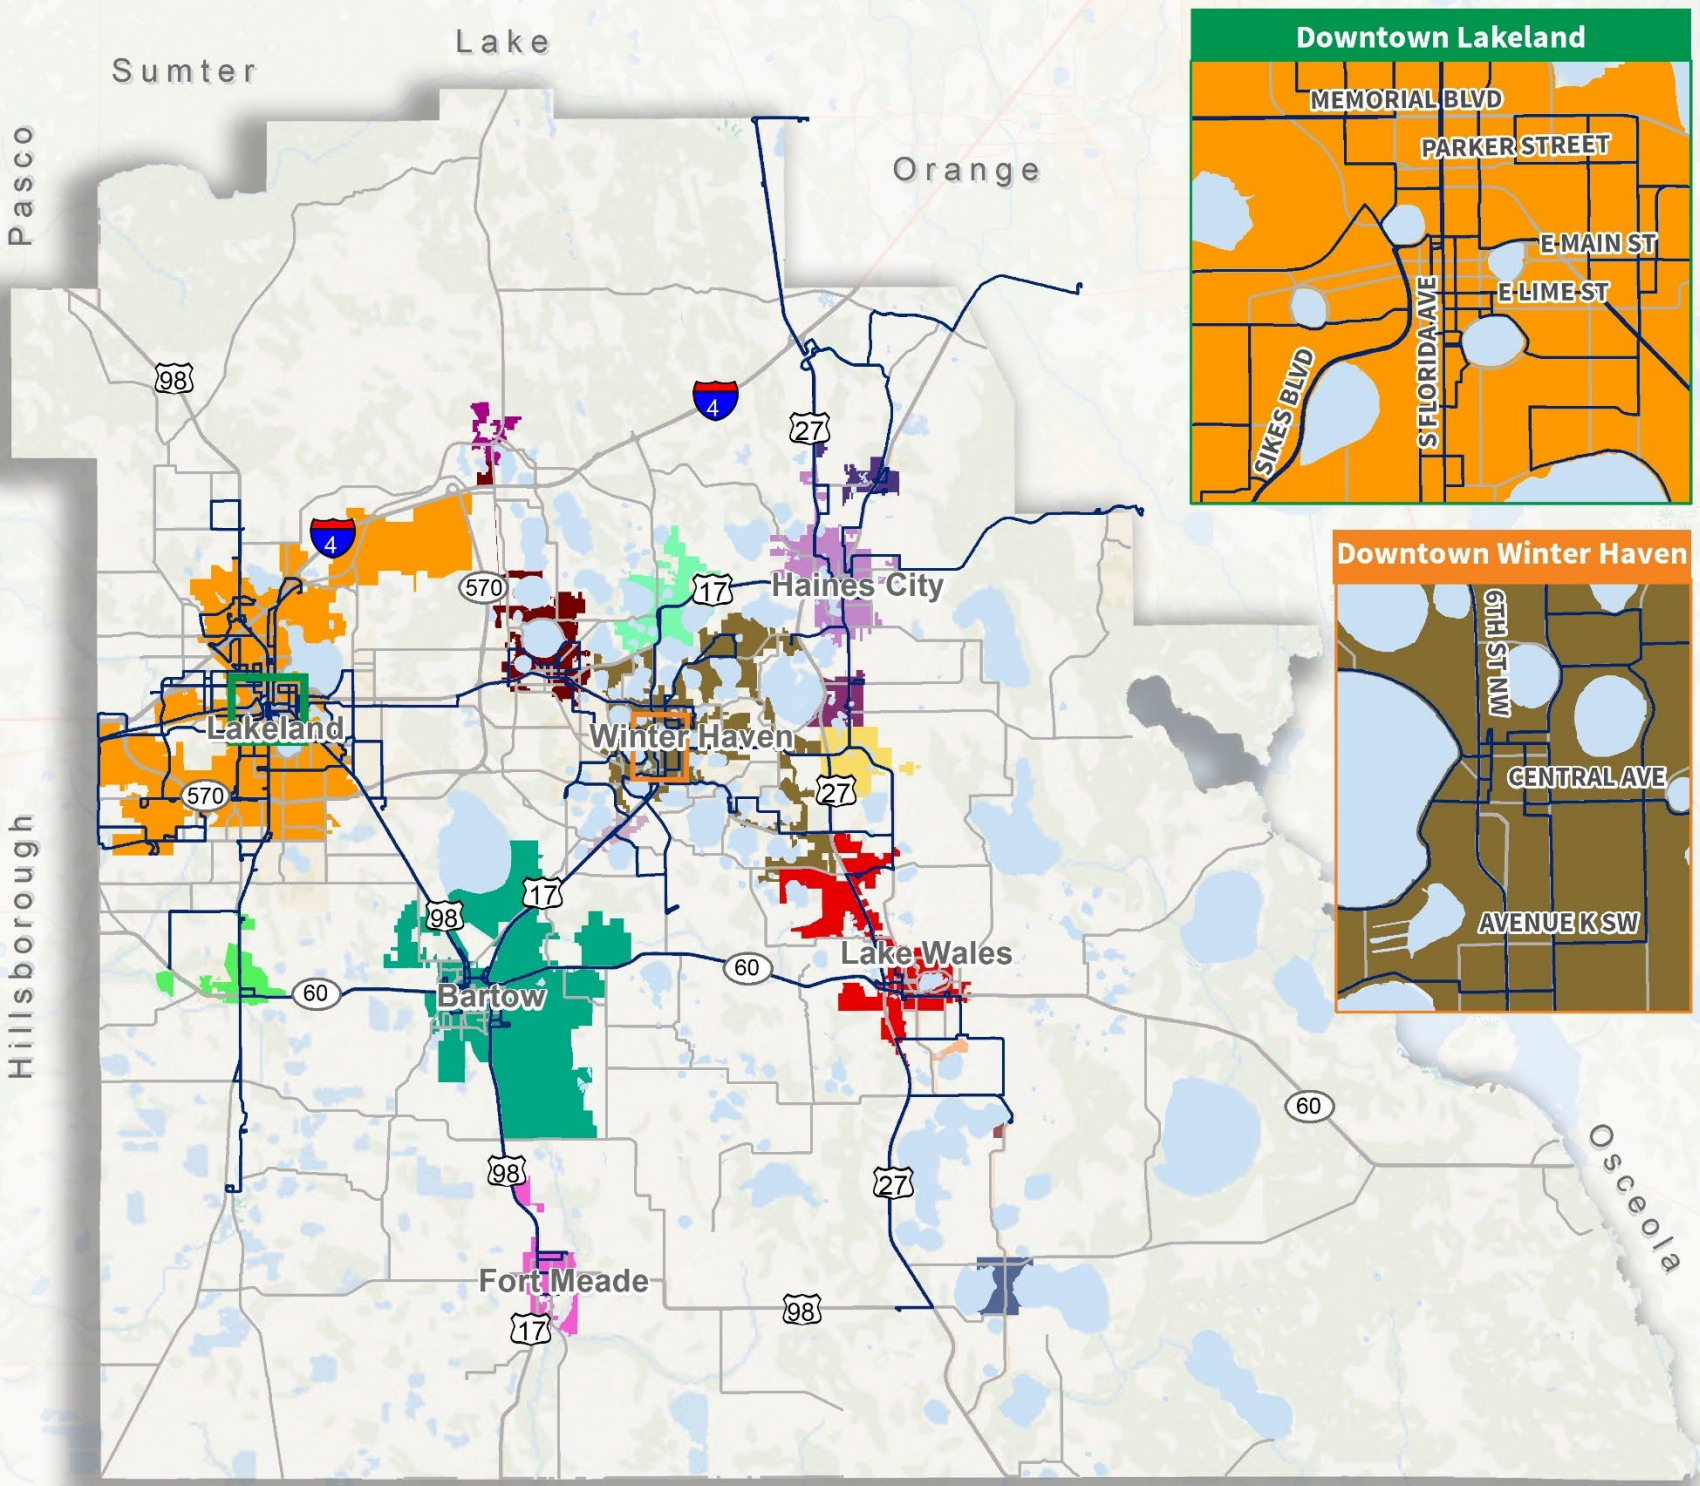 Lake
Sumter
Pasco
Orange
Hillsborough
Osceola
98
4
27
4
570
17
Haines City
Lakeland
Winter Haven
570
27
17
98
Lake Wales
60
60
Bartow
60
98
27
Fort Meade
98
17
Downtown Lakeland
MEMORIAL BLVD
PARKER STREET
E MAIN ST
E LIME ST
S FLORIDA AVE
SIKES BLVD
Downtown Winter Haven
6TH ST NW
CENTRAL AVE
AVENUE K SW